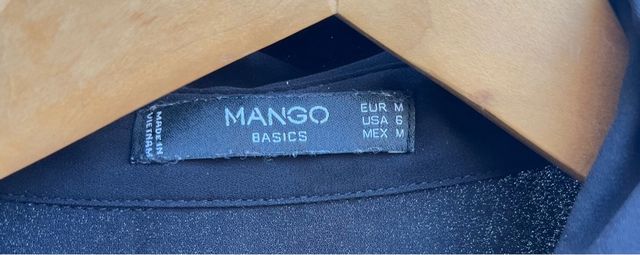 MADE IN
VIETNAM
MANGO
BASICS
EUR M
USA 6
MEX M